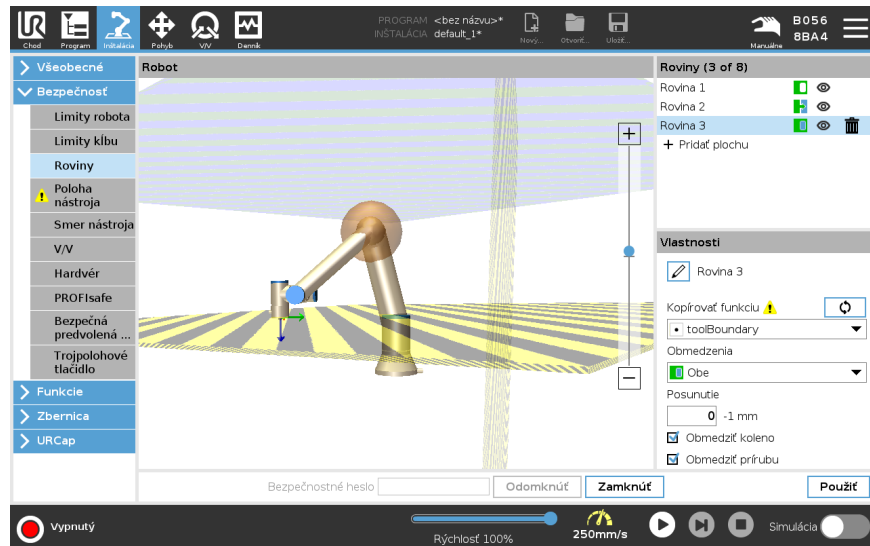 PROGRAM <bez názvu>*
INŠTALÁCIA default_1*
Chod
Program
Inštalácia
Pohyb
V/V
Denník
Nový...
Otvoriť...
Uložiť...
Manuálne
B056
8BA4
Všeobecné
Bezpečnosť
Limity robota
Limity kĺbu
Roviny
Poloha
nástroja
Smer nástroja
V/V
Hardvér
PROFIsafe
Bezpečná
predvolená ...
Trojpolohové
tlačidlo
Funkcie
Zbernica
URCap
Robot
Roviny (3 of 8)
Rovina 1
Rovina 2
Rovina 3
Pridať plochu
Vlastnosti
Rovina 3
Kopírovať funkciu
toolBoundary
Obmedzenia
Obe
Posunutie
0 -1 mm
Obmedziť koleno
Obmedziť prírubu
Bezpečnostné heslo
Odomknúť
Zamknúť
Použiť
Vypnutý
Rýchlosť 100%
250mm/s
Simulácia